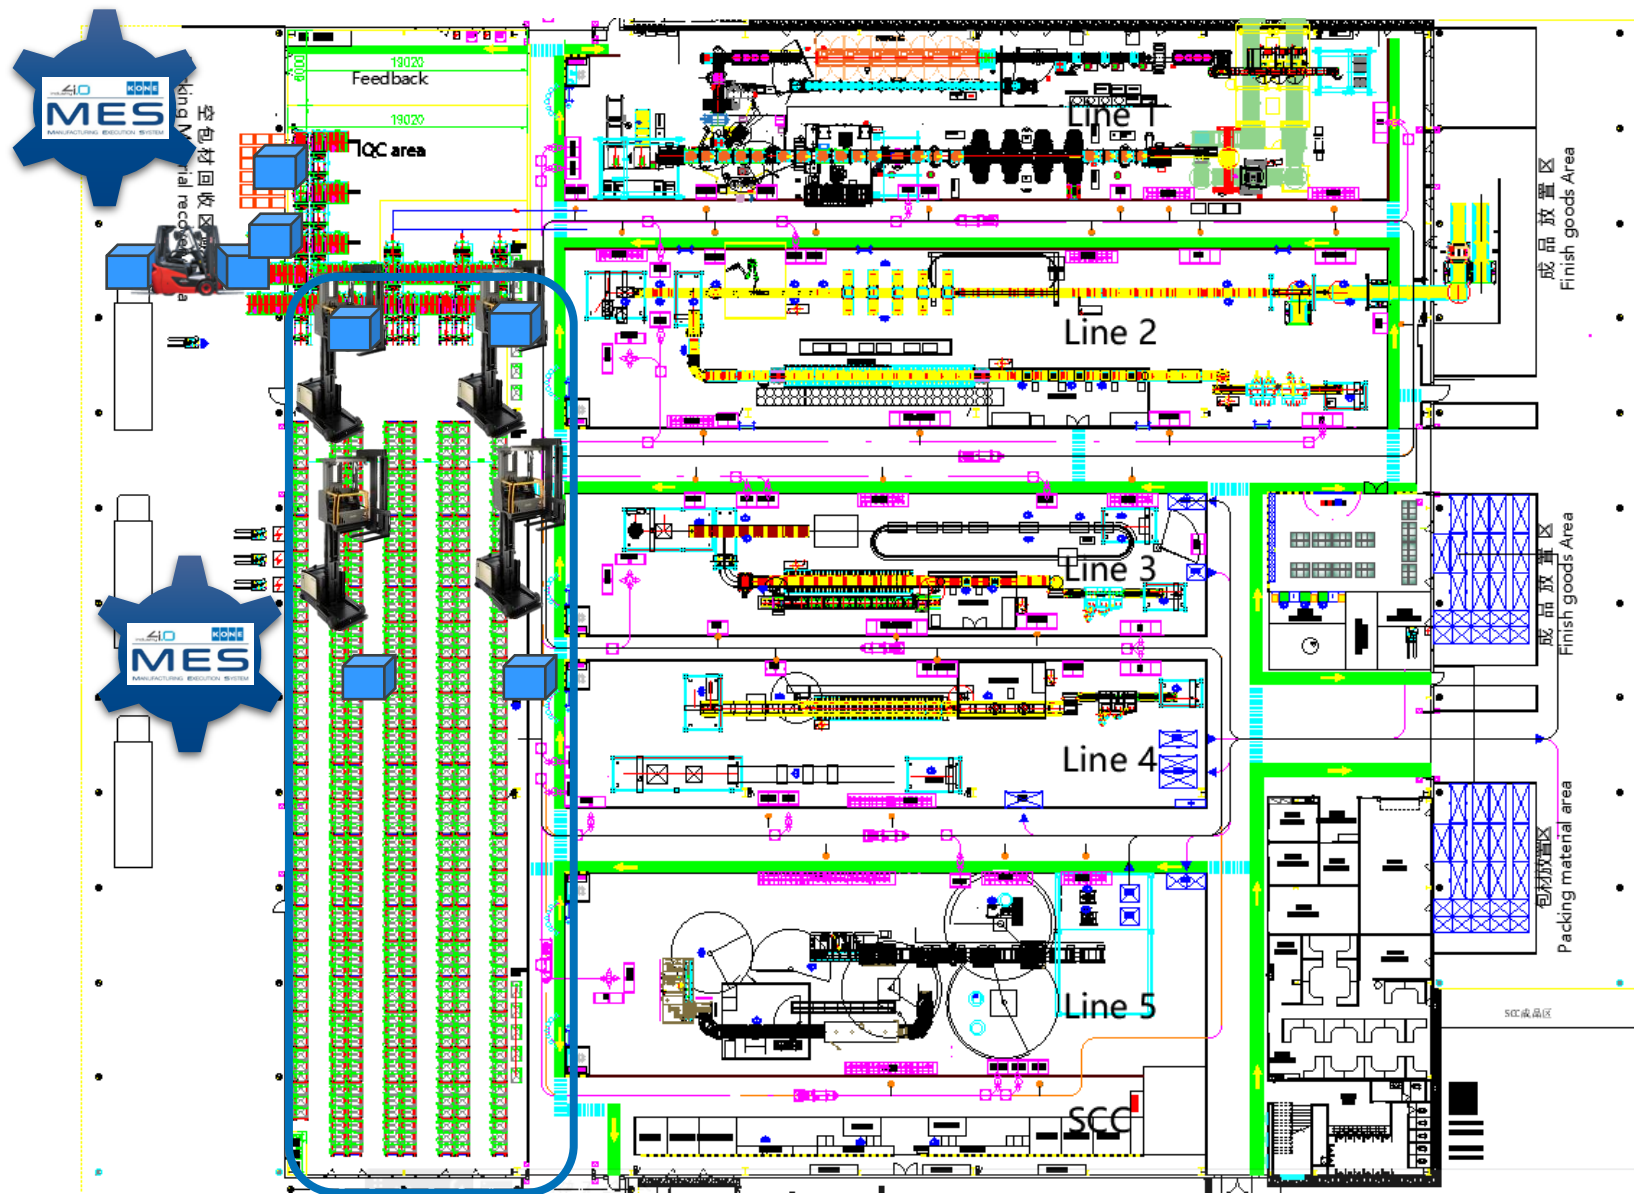 Industry 4.0 KONE
MES
MANUFACTURING EXECUTION SYSTEM
空包材回收区
19020
Feedback
19020
IQC area
Line 1
成品放置区
Finish goods Area
Line 2
Line 3
成品放置区
Finish goods Area
Industry 4.0 KONE
MES
MANUFACTURING EXECUTION SYSTEM
Line 4
包材放置区
Packing material area
Line 5
SCC成品区
SCC